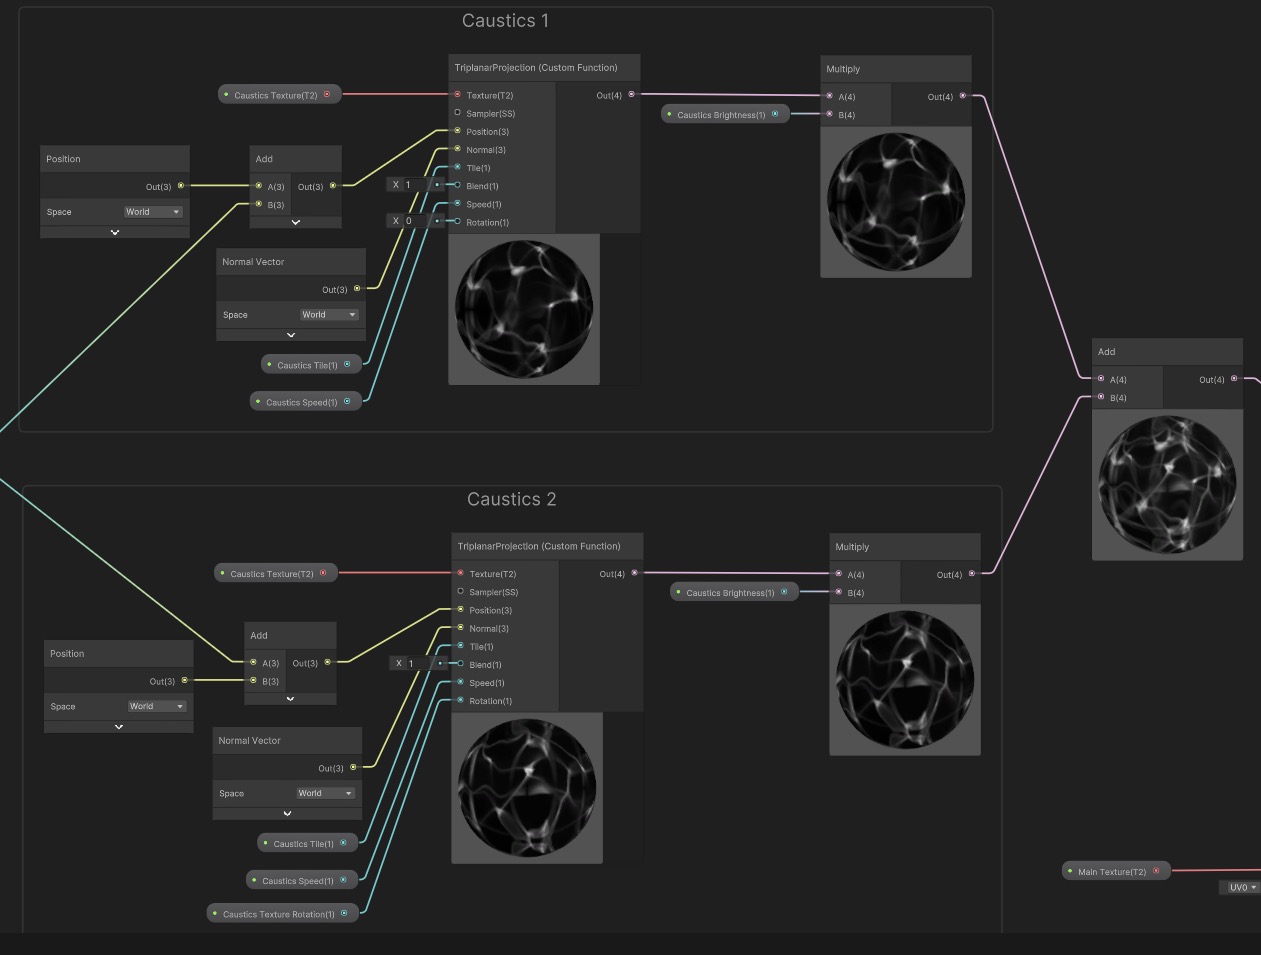 Caustics 1
TriplanarProjection (Custom Function)
Multiply
Caustics Texture(T2)
Texture(T2)
Out(4)
A(4)
Out(4)
Sampler(SS)
Caustics Brightness(1)
B(4)
Position(3)
Position
Add
Normal(3)
Tile(1)
Out(3)
A(3)
Out(3)
X 1
Blend(1)
B(3)
Speed(1)
Space
World
X 0
Rotation(1)
Normal Vector
Out(3)
Space
World
Caustics Tile(1)
Caustics Speed(1)
Add
A(4)
Out(4)
B(4)
Caustics 2
TriplanarProjection (Custom Function)
Multiply
Caustics Texture(T2)
Texture(T2)
Out(4)
A(4)
Out(4)
Sampler(SS)
Caustics Brightness(1)
B(4)
Position(3)
Add
Normal(3)
Position
Tile(1)
A(3)
Out(3)
X 1
Blend(1)
Out(3)
B(3)
Speed(1)
Space
World
Rotation(1)
Normal Vector
Out(3)
Space
World
Caustics Tile(1)
Caustics Speed(1)
Caustics Texture Rotation(1)
Main Texture(T2)
UV0